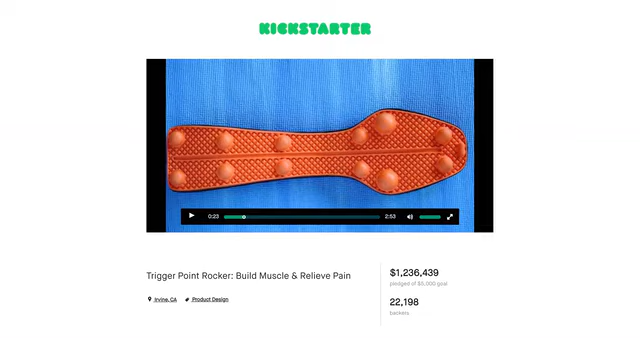 KICKSTARTER
0:23
2:53
Trigger Point Rocker: Build Muscle & Relieve Pain
$1,236,439
pledged of $5,000 goal
Irvine, CA
Product Design
22,198
backers